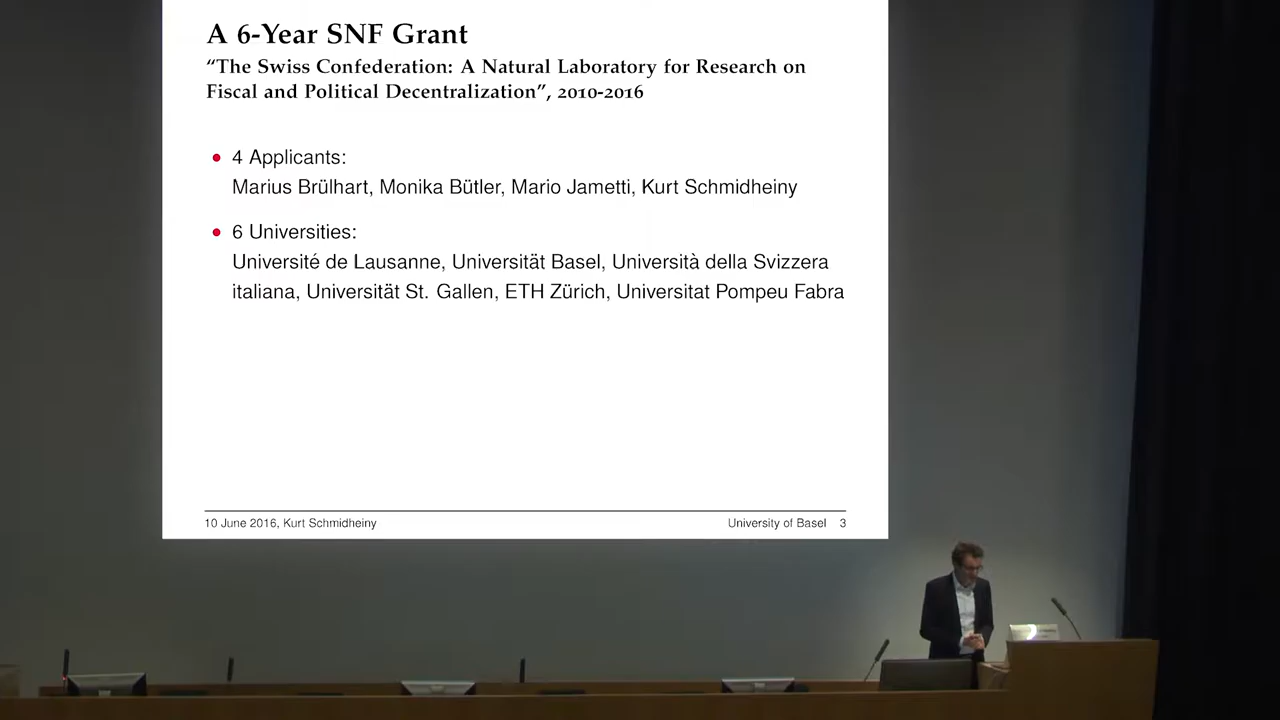 A 6-Year SNF Grant
“The Swiss Confederation: A Natural Laboratory for Research on
Fiscal and Political Decentralization”, 2010-2016
• 4 Applicants:
Marius Brülhart, Monika Bütler, Mario Jametti, Kurt Schmidheiny
• 6 Universities:
Université de Lausanne, Universität Basel, Università della Svizzera
italiana, Universität St. Gallen, ETH Zürich, Universitat Pompeu Fabra
10 June 2016, Kurt Schmidheiny University of Basel 3